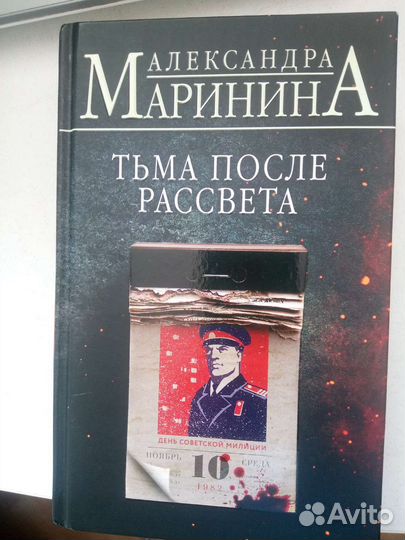 АЛЕКСАНДРА
МАРИНИНА
ТЬМА ПОСЛЕ
РАССВЕТА
ДЕНЬ СОВЕТСКОЙ МИЛИЦИИ
НОЯБРЬ 10 СРЕДА
1982
Avito